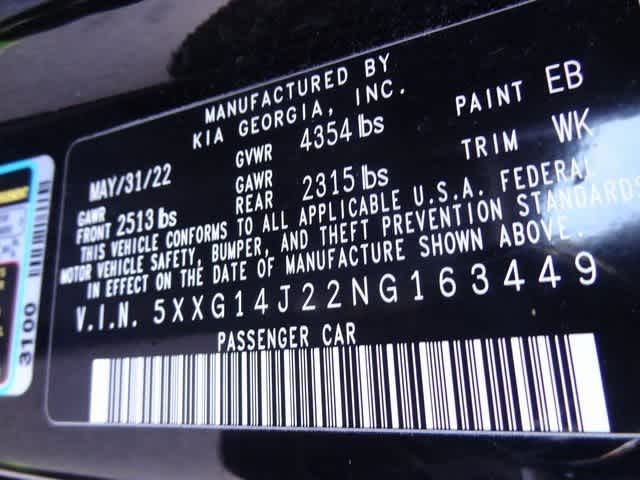 MANUFACTURED BY
KIA GEORGIA, INC.
MAY/31/22 GVWR 4354 lbs PAINT EB
GAWR FRONT 2513 lbs GAWR REAR 2315 lbs TRIM WK
THIS VEHICLE CONFORMS TO ALL APPLICABLE U.S.A. FEDERAL
MOTOR VEHICLE SAFETY, BUMPER, AND THEFT PREVENTION STANDARDS
IN EFFECT ON THE DATE OF MANUFACTURE SHOWN ABOVE.
V.I.N. 5XXG14J22NG163449
PASSENGER CAR
3100